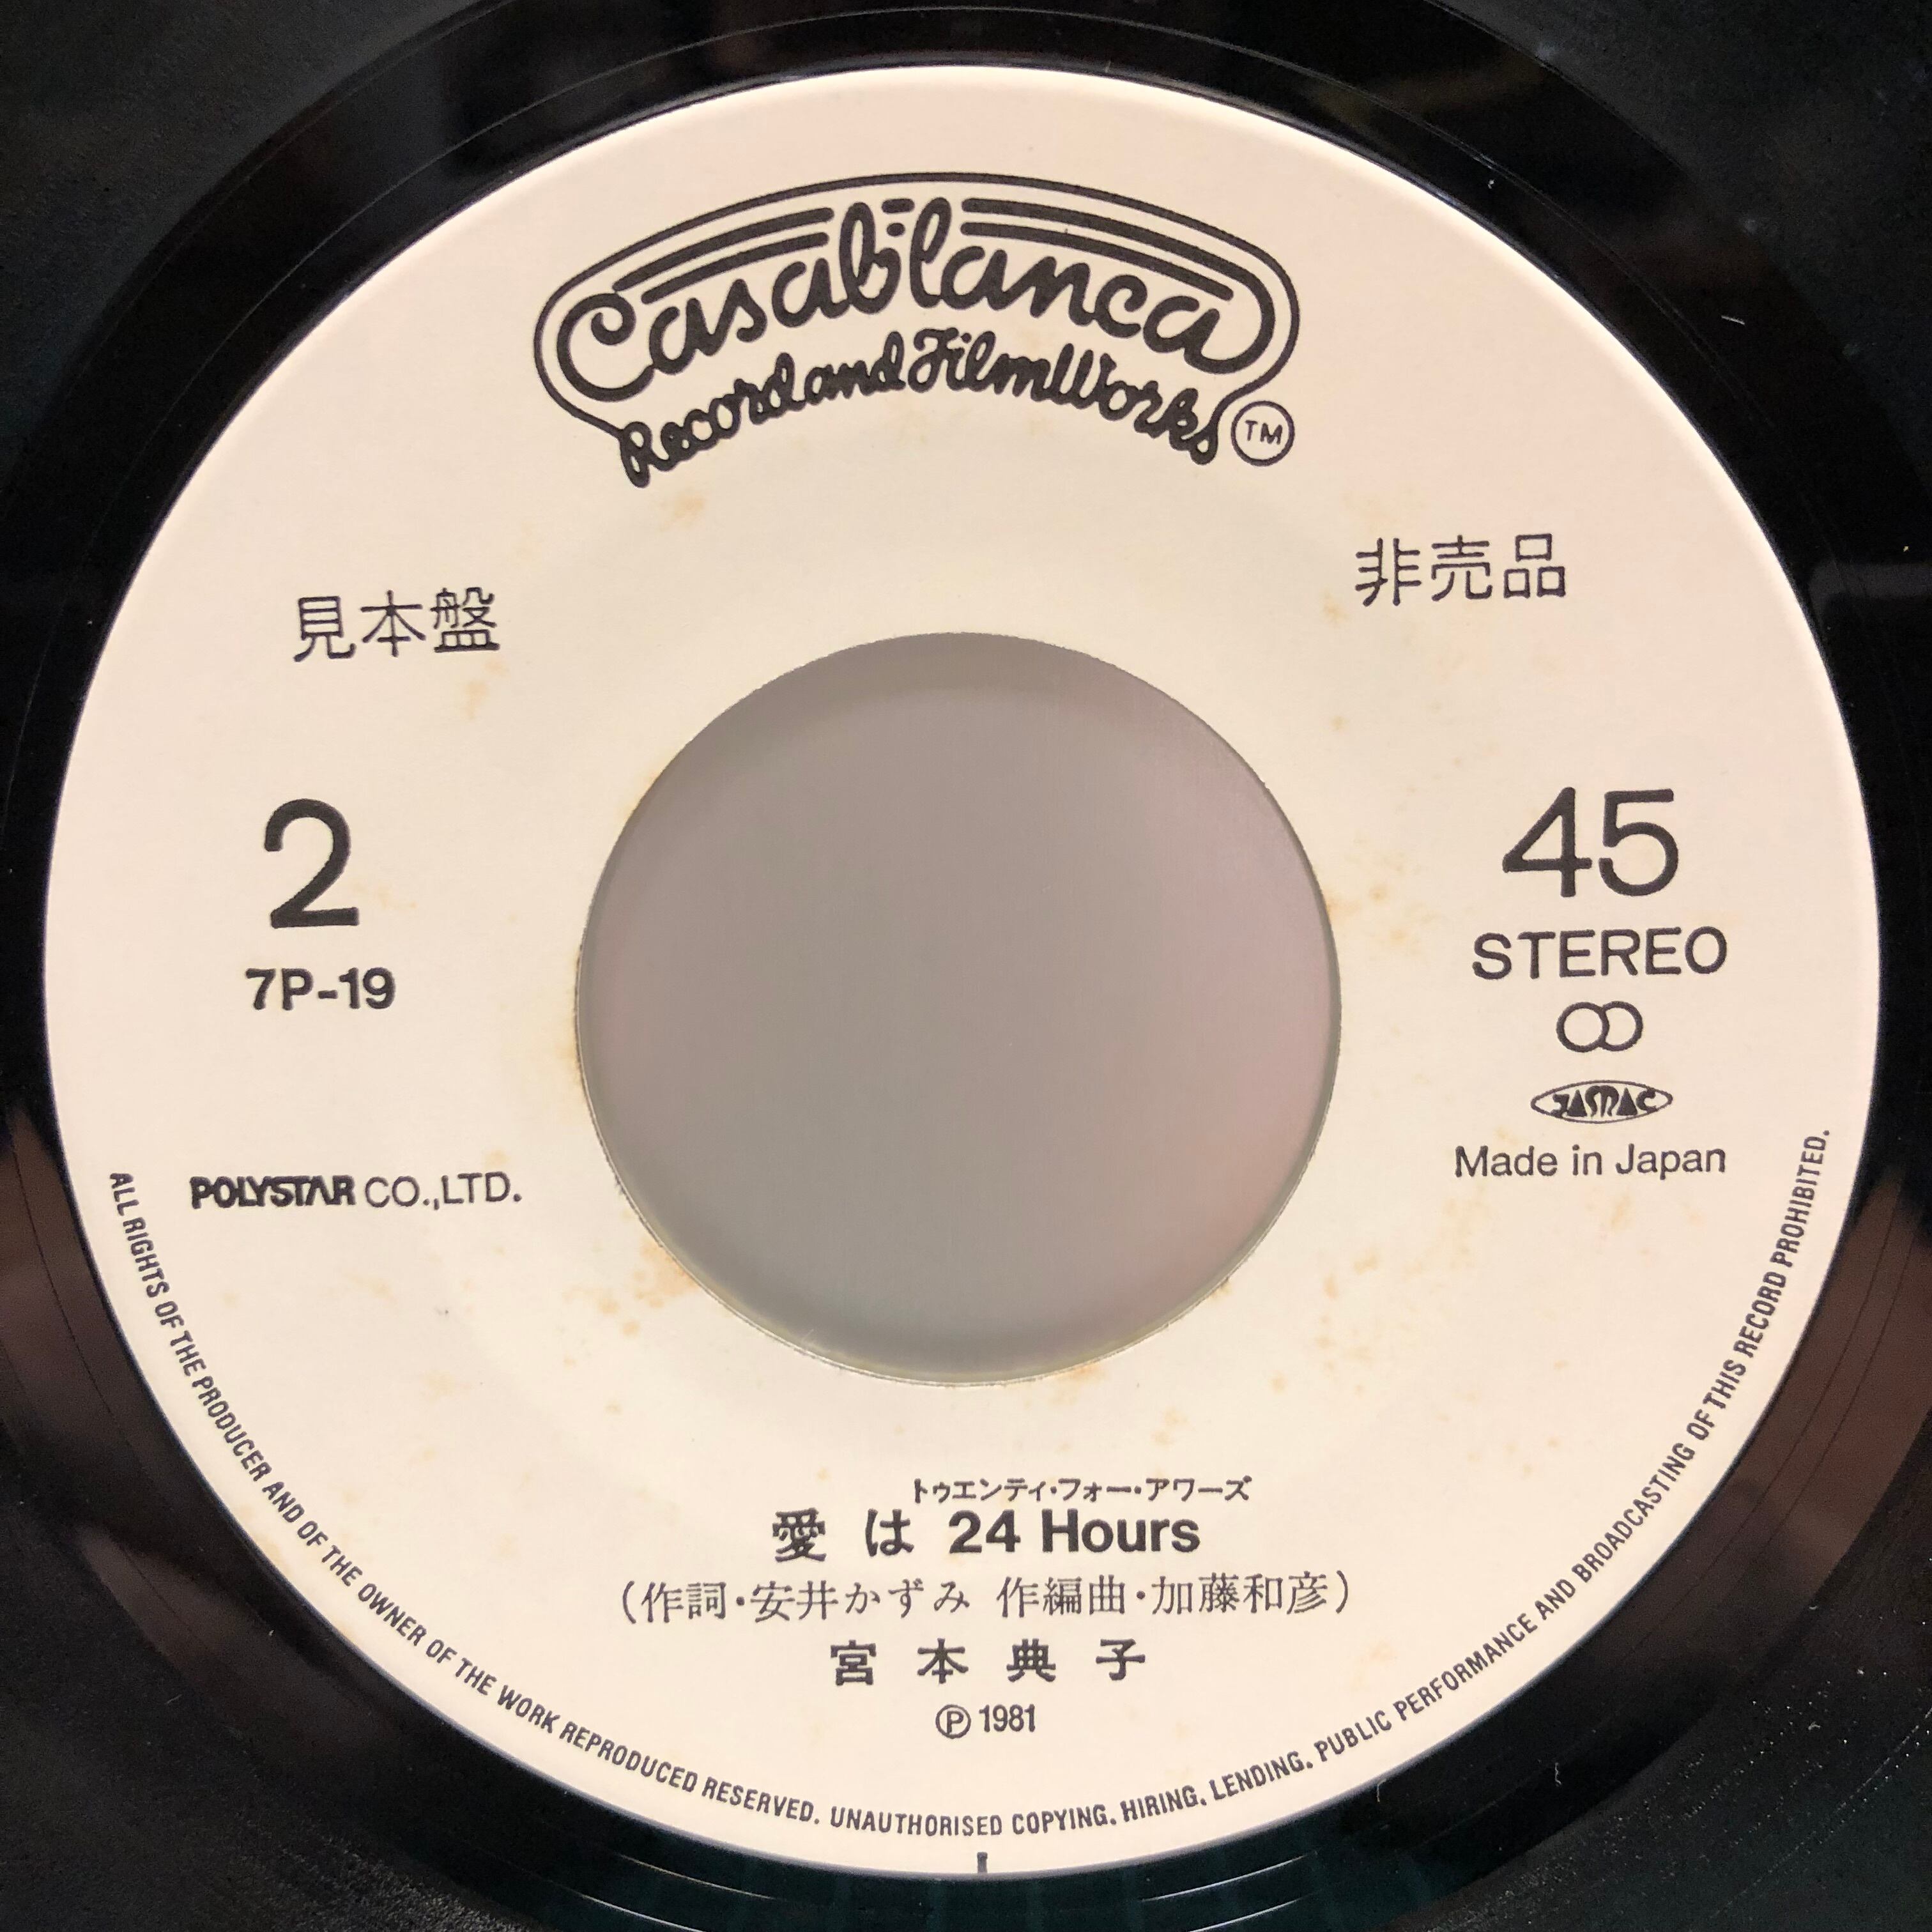 Casablanca
Record and FilmWorks
TM
見本盤
非売品
2
7P-19
45
STEREO
JASRAC
Made in Japan
POLYSTAR CO.,LTD.
トゥエンティ・フォー・アワーズ
愛は 24 Hours
(作詞・安井かずみ 作編曲・加藤和彦)
宮本典子
Ⓟ1981
ALL RIGHTS OF THE PRODUCER AND OF THE OWNER OF THE WORK REPRODUCED RESERVED. UNAUTHORISED COPYING. HIRING. LENDING. PUBLIC PERFORMANCE AND BROADCASTING OF THIS RECORD PROHIBITED.